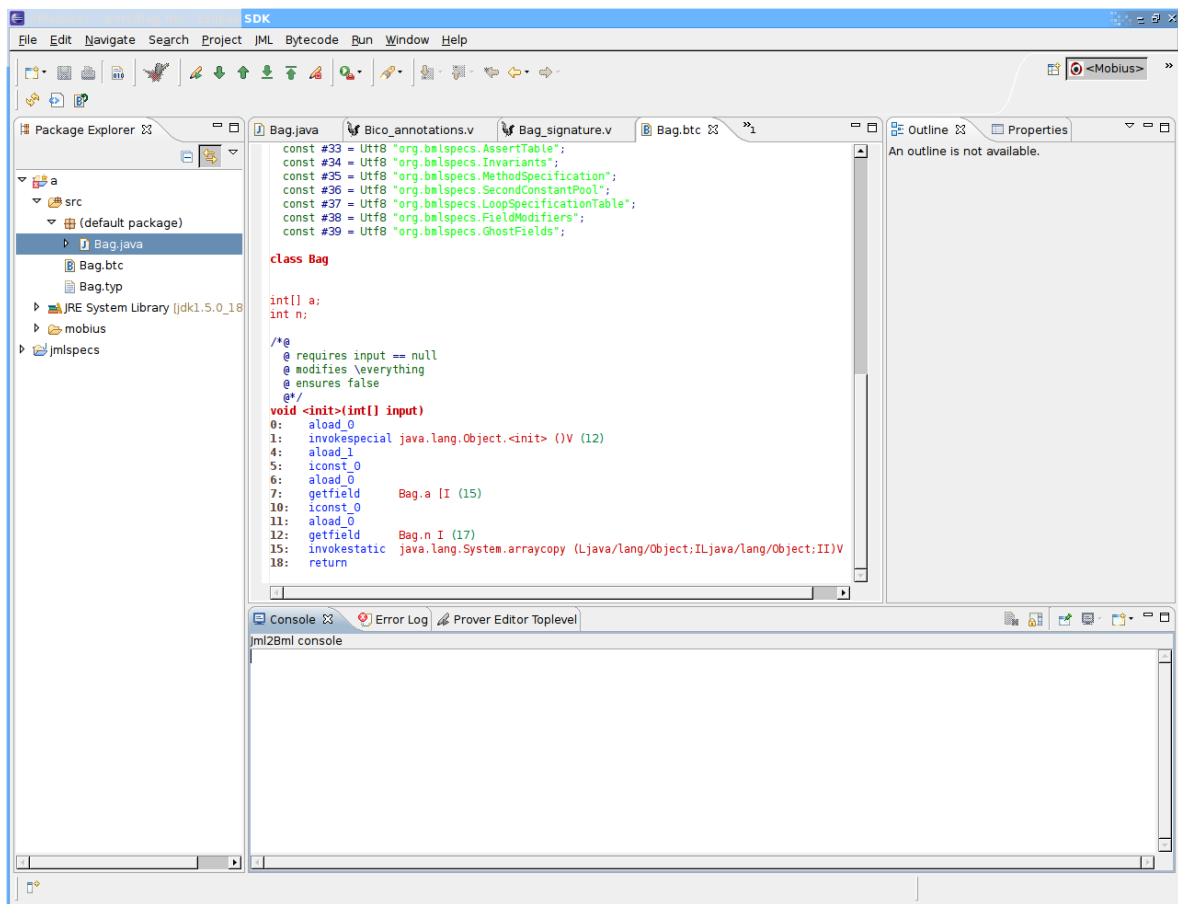 SDK
File Edit Navigate Search Project JML Bytecode Run Window Help
<Mobius> »
Package Explorer
Bag.java Bico_annotations.v Bag_signature.v Bag.btc »1
Outline Properties
An outline is not available.
a
src
(default package)
Bag.java
Bag.btc
Bag.typ
JRE System Library [jdk1.5.0_18
mobius
jmlspecs
const #33 = Utf8 "org.bmlspecs.AssertTable";
const #34 = Utf8 "org.bmlspecs.Invariants";
const #35 = Utf8 "org.bmlspecs.MethodSpecification";
const #36 = Utf8 "org.bmlspecs.SecondConstantPool";
const #37 = Utf8 "org.bmlspecs.LoopSpecificationTable";
const #38 = Utf8 "org.bmlspecs.FieldModifiers";
const #39 = Utf8 "org.bmlspecs.GhostFields";
class Bag
int[] a;
int n;
/*@
@ requires input == null
@ modifies \everything
@ ensures false
@*/
void <init>(int[] input)
0: aload_0
1: invokespecial java.lang.Object.<init> ()V (12)
4: aload_1
5: iconst_0
6: aload_0
7: getfield Bag.a [I (15)
10: iconst_0
11: aload_0
12: getfield Bag.n I (17)
15: invokestatic java.lang.System.arraycopy (Ljava/lang/Object;ILjava/lang/Object;II)V
18: return
Console Error Log Prover Editor Toplevel
Jml2Bml console